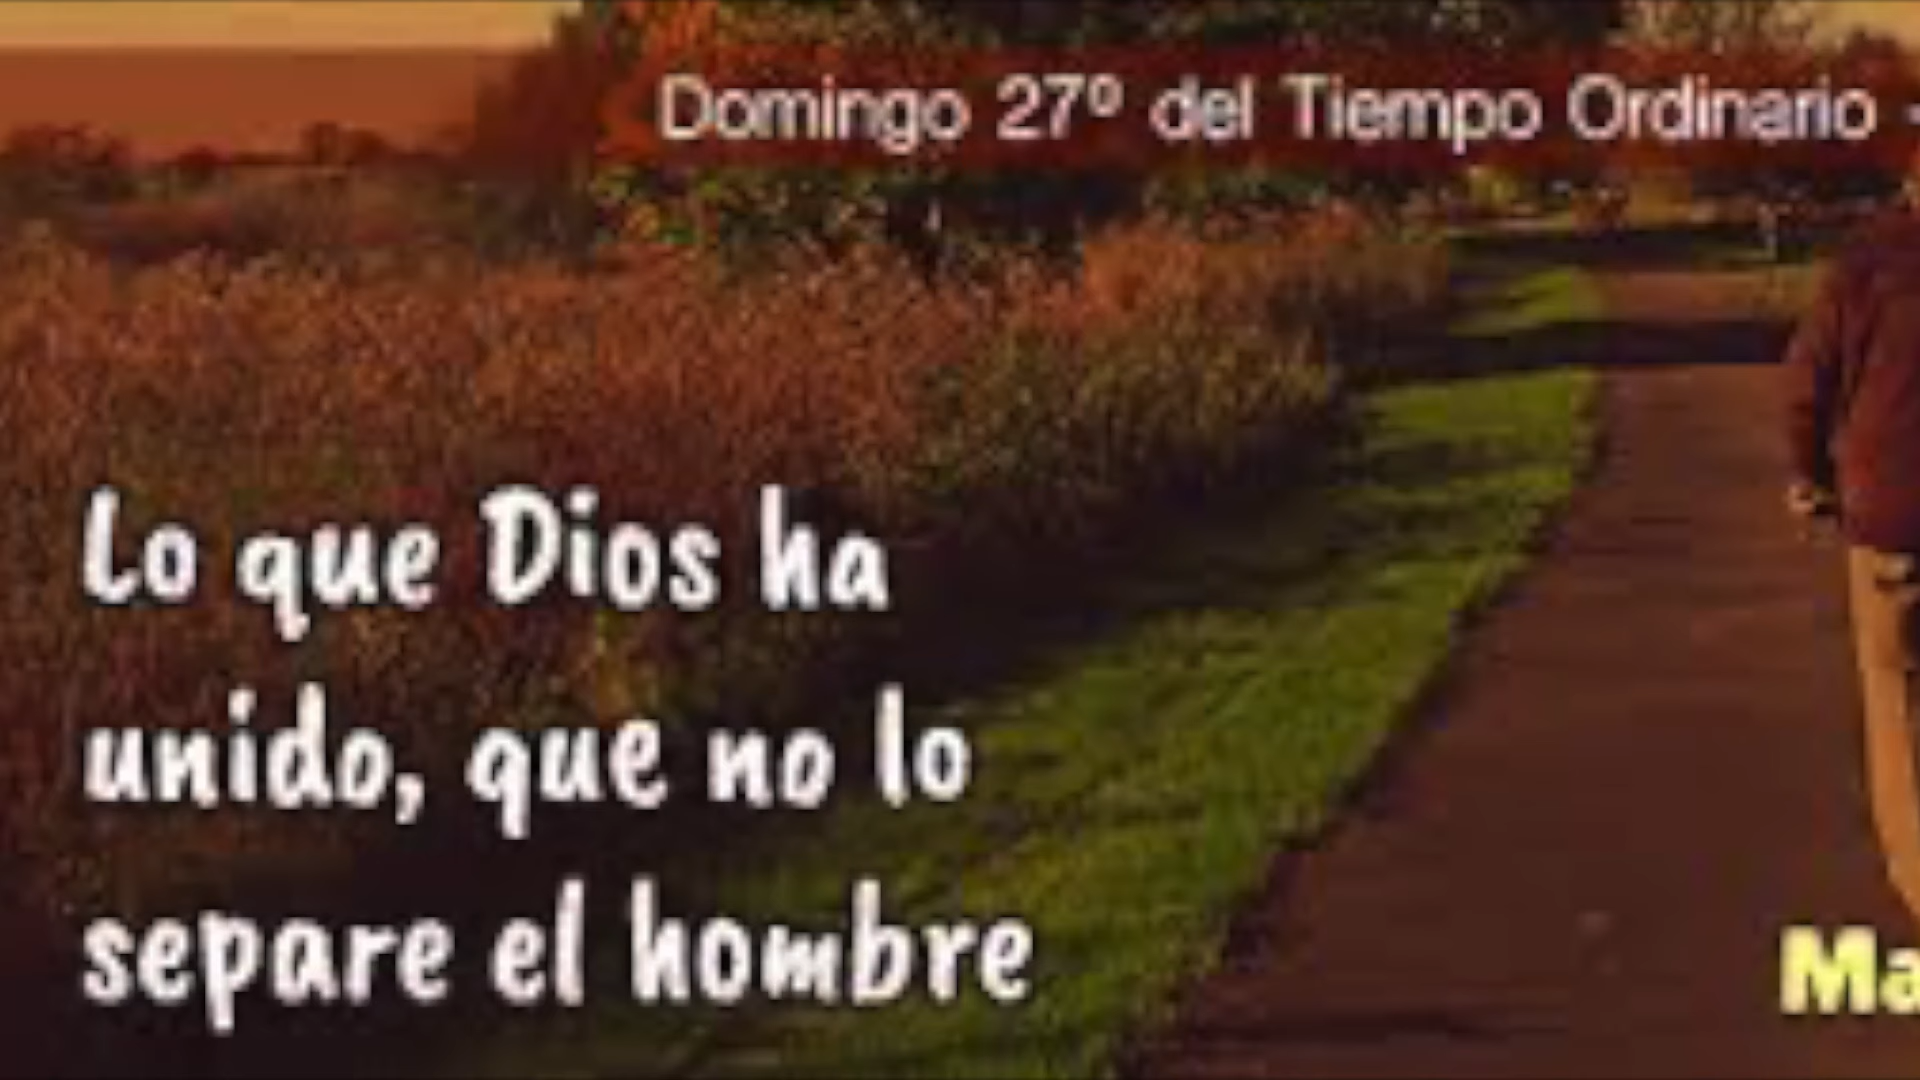 Domingo 27º del Tiempo Ordinario -
Lo que Dios ha
unido, que no lo
separe el hombre